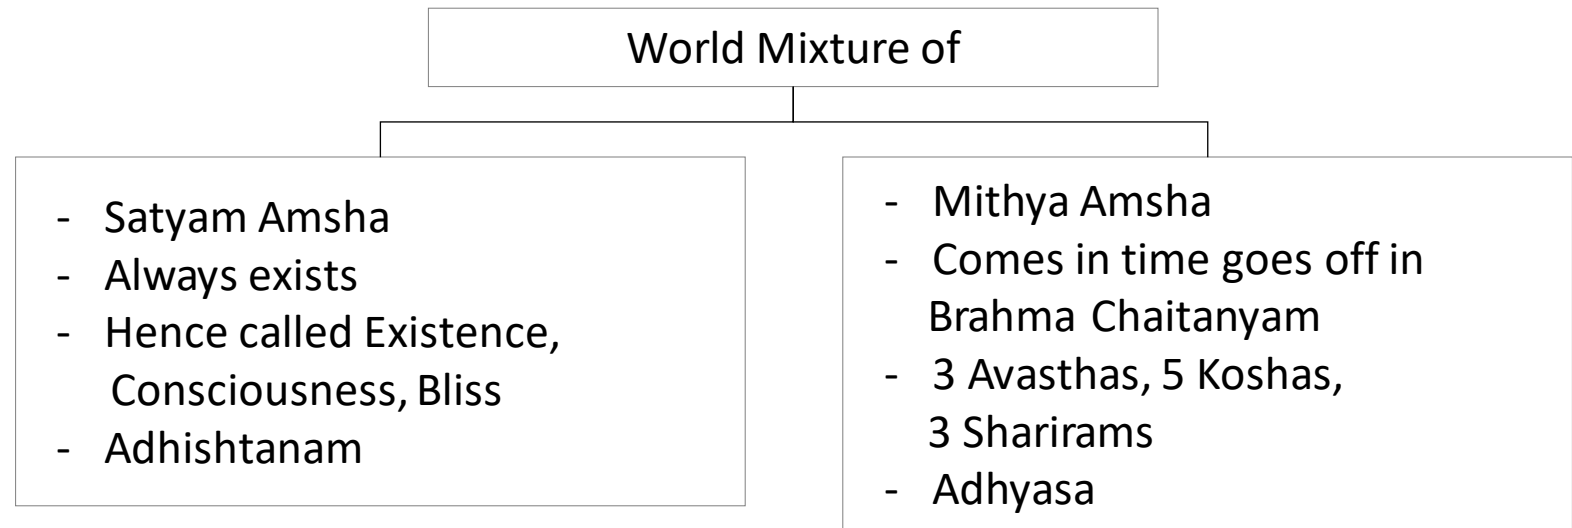 World Mixture of
- Satyam Amsha
- Always exists
- Hence called Existence,
Consciousness, Bliss
- Adhishtanam
- Mithya Amsha
- Comes in time goes off in
Brahma Chaitanyam
- 3 Avasthas, 5 Koshas,
3 Sharirams
- Adhyasa